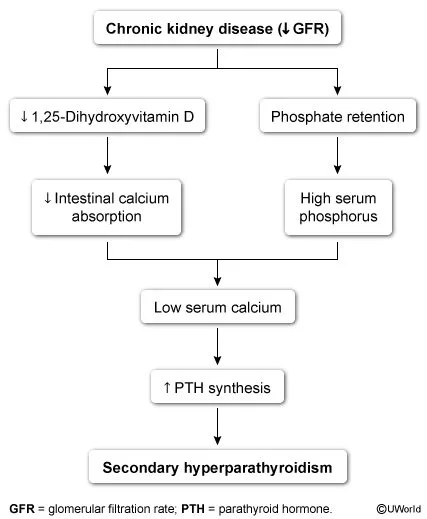 Chronic kidney disease (↓GFR)
↓1,25-Dihydroxyvitamin D
Phosphate retention
↓Intestinal calcium
absorption
High serum
phosphorus
Low serum calcium
↑PTH synthesis
Secondary hyperparathyroidism
GFR = glomerular filtration rate; PTH = parathyroid hormone.
©UWorld